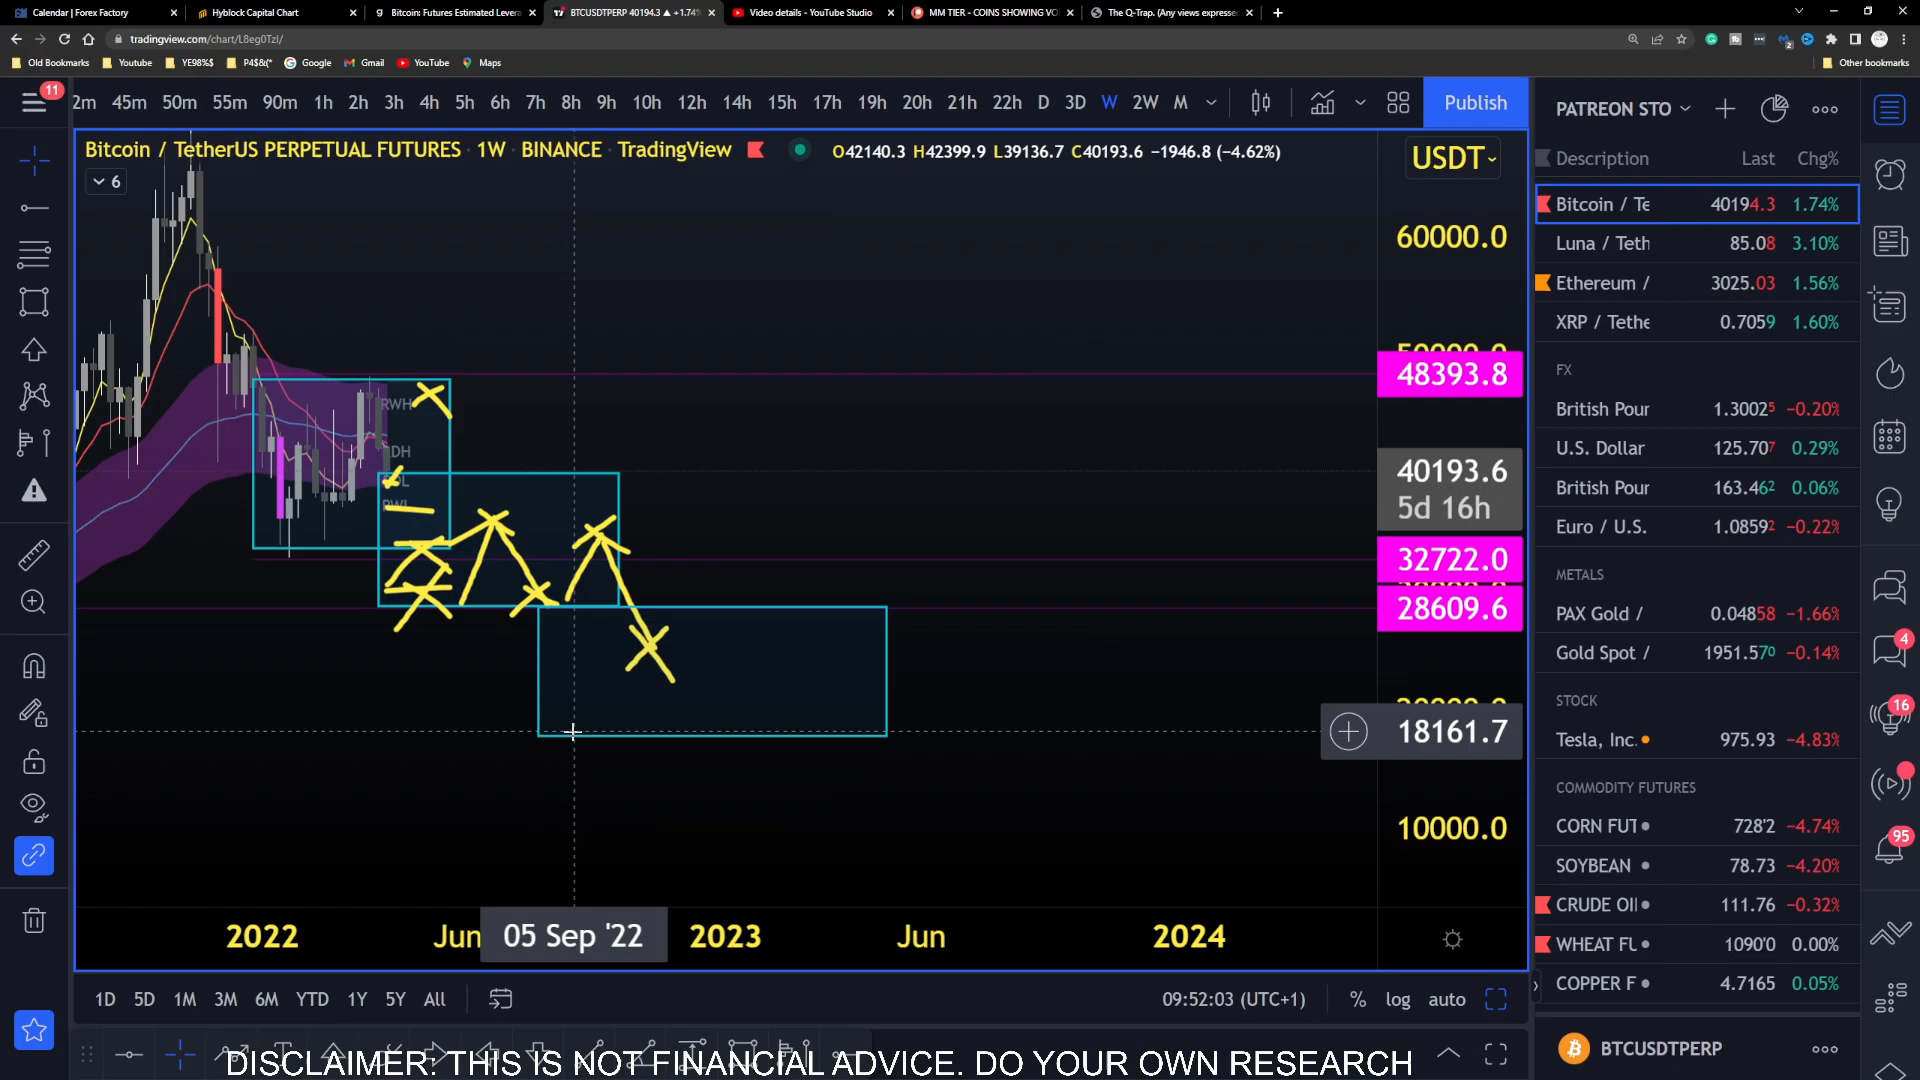 Calendar | Forex Factory
Hyblock Capital Chart
Bitcoin: Futures Estimated Levera
BTCUSDTPERP 40194.3 ▲ +1.74%
Video details - YouTube Studio
MM TIER - COINS SHOWING VO
The Q-Trap. (Any views expresse
tradingview.com/chart/L8eg0TzI/
Old Bookmarks
Youtube
YE98%$
P4$&(*
Google
Gmail
YouTube
Maps
Other bookmarks
11
2m 45m 50m 55m 90m 1h 2h 3h 4h 5h 6h 7h 8h 9h 10h 12h 14h 15h 17h 19h 20h 21h 22h D 3D W 2W M
Publish
PATREON STO
Bitcoin / TetherUS PERPETUAL FUTURES · 1W · BINANCE · TradingView
O42140.3 H42399.9 L39136.7 C40193.6 −1946.8 (−4.62%)
6
USDT
60000.0
48393.8
40193.6
5d 16h
32722.0
28609.6
18161.7
10000.0
RWH
2022
Jun
05 Sep '22
2023
Jun
2024
Description Last Chg%
Bitcoin / Te 40194.3 1.74%
Luna / Teth 85.08 3.10%
Ethereum / 3025.03 1.56%
XRP / Tethe 0.7059 1.60%
FX
British Pour 1.30025 −0.20%
U.S. Dollar 125.707 0.29%
British Pour 163.462 0.06%
Euro / U.S. 1.08592 −0.22%
METALS
PAX Gold / 0.04858 −1.66%
Gold Spot / 1951.570 −0.14%
STOCK
Tesla, Inc. 975.93 −4.83%
COMMODITY FUTURES
CORN FUT 728'2 −4.74%
SOYBEAN 78.73 −4.20%
CRUDE OIL 111.76 −0.32%
WHEAT FU 1090'0 0.00%
COPPER F 4.7165 0.05%
4
16
95
1D 5D 1M 3M 6M YTD 1Y 5Y All
09:52:03 (UTC+1)
% log auto
BTCUSDTPERP
DISCLAIMER: THIS IS NOT FINANCIAL ADVICE. DO YOUR OWN RESEARCH